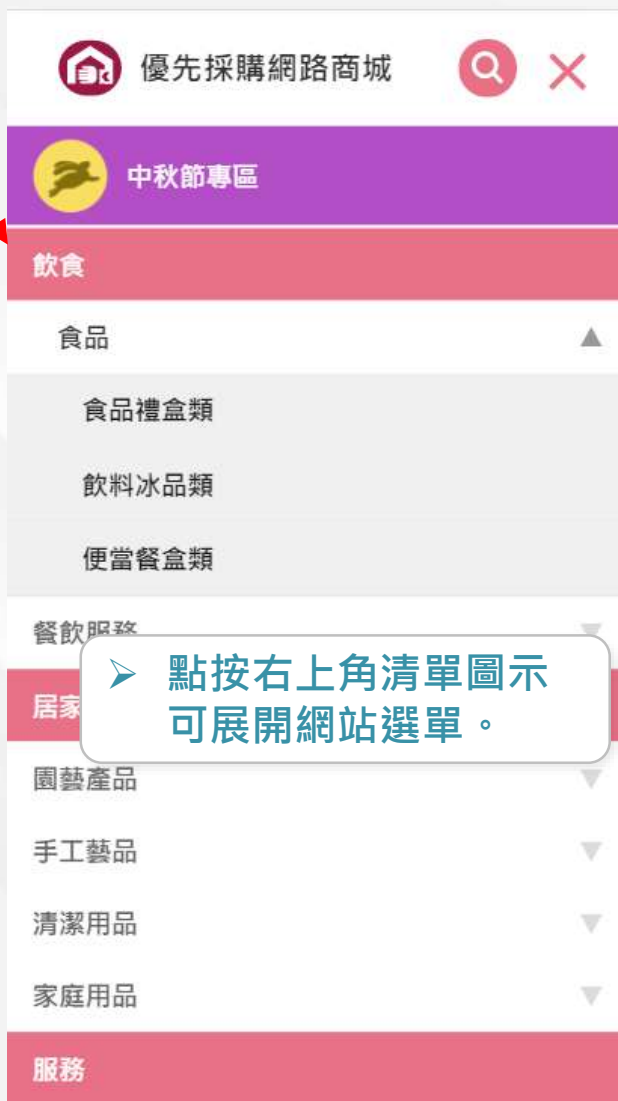 優先採購網路商城
中秋節專區
飲食
食品
食品禮盒類
飲料冰品類
便當餐盒類
餐飲服務
➢ 點按右上角清單圖示
可展開網站選單。
居家
園藝產品
手工藝品
清潔用品
家庭用品
服務